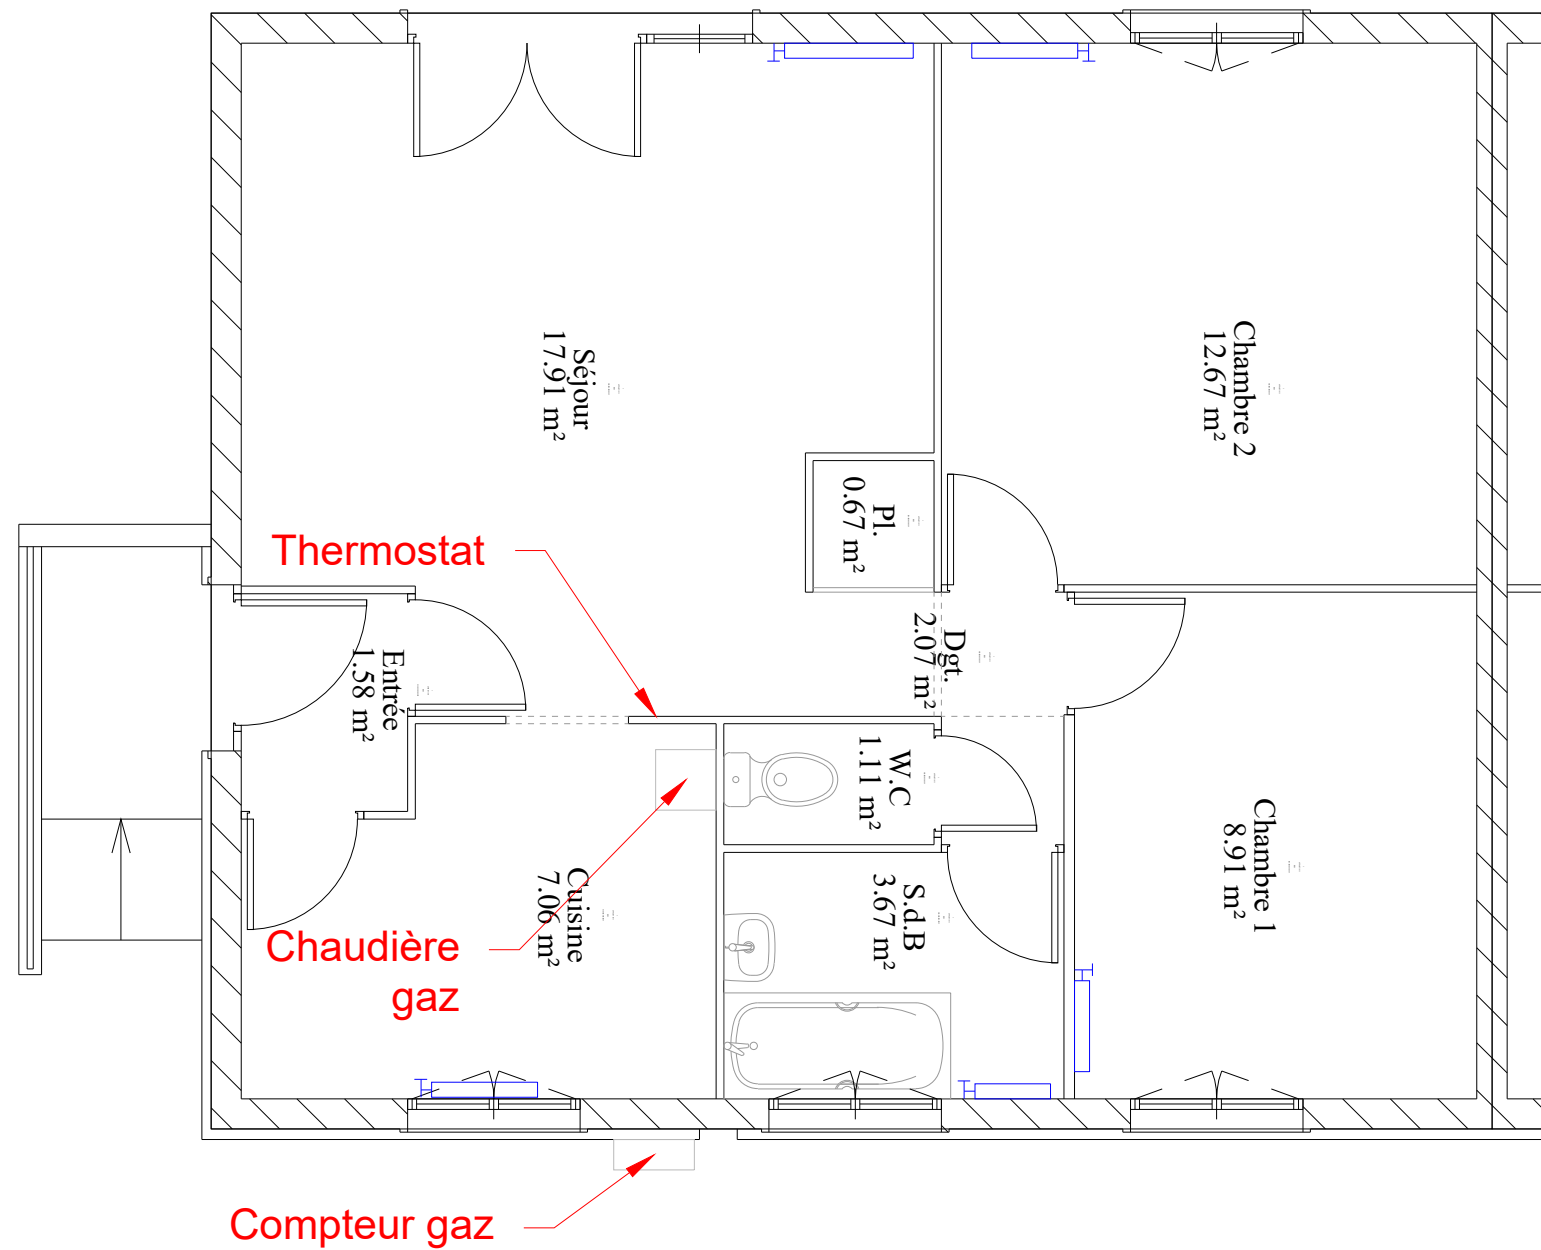 Séjour
17.91 m²
Chambre 2
12.67 m²
Pl.
0.67 m²
Thermostat
Dgt.
2.07 m²
Entrée
1.58 m²
W.C
1.11 m²
Chambre 1
8.91 m²
Cuisine
7.06 m²
S.d.B
3.67 m²
Chaudière
gaz
Compteur gaz